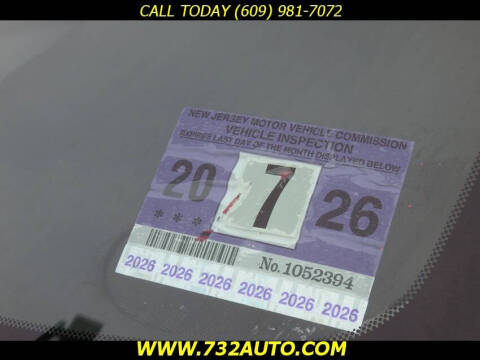 CALL TODAY (609) 981-7072
NEW JERSEY MOTOR VEHICLE COMMISSION
VEHICLE INSPECTION
EXPIRES LAST DAY OF THE MONTH DISPLAYED BELOW
20 7 26
***
No. 1052394
2026 2026 2026 2026 2026 2026 2026
WWW.732AUTO.COM